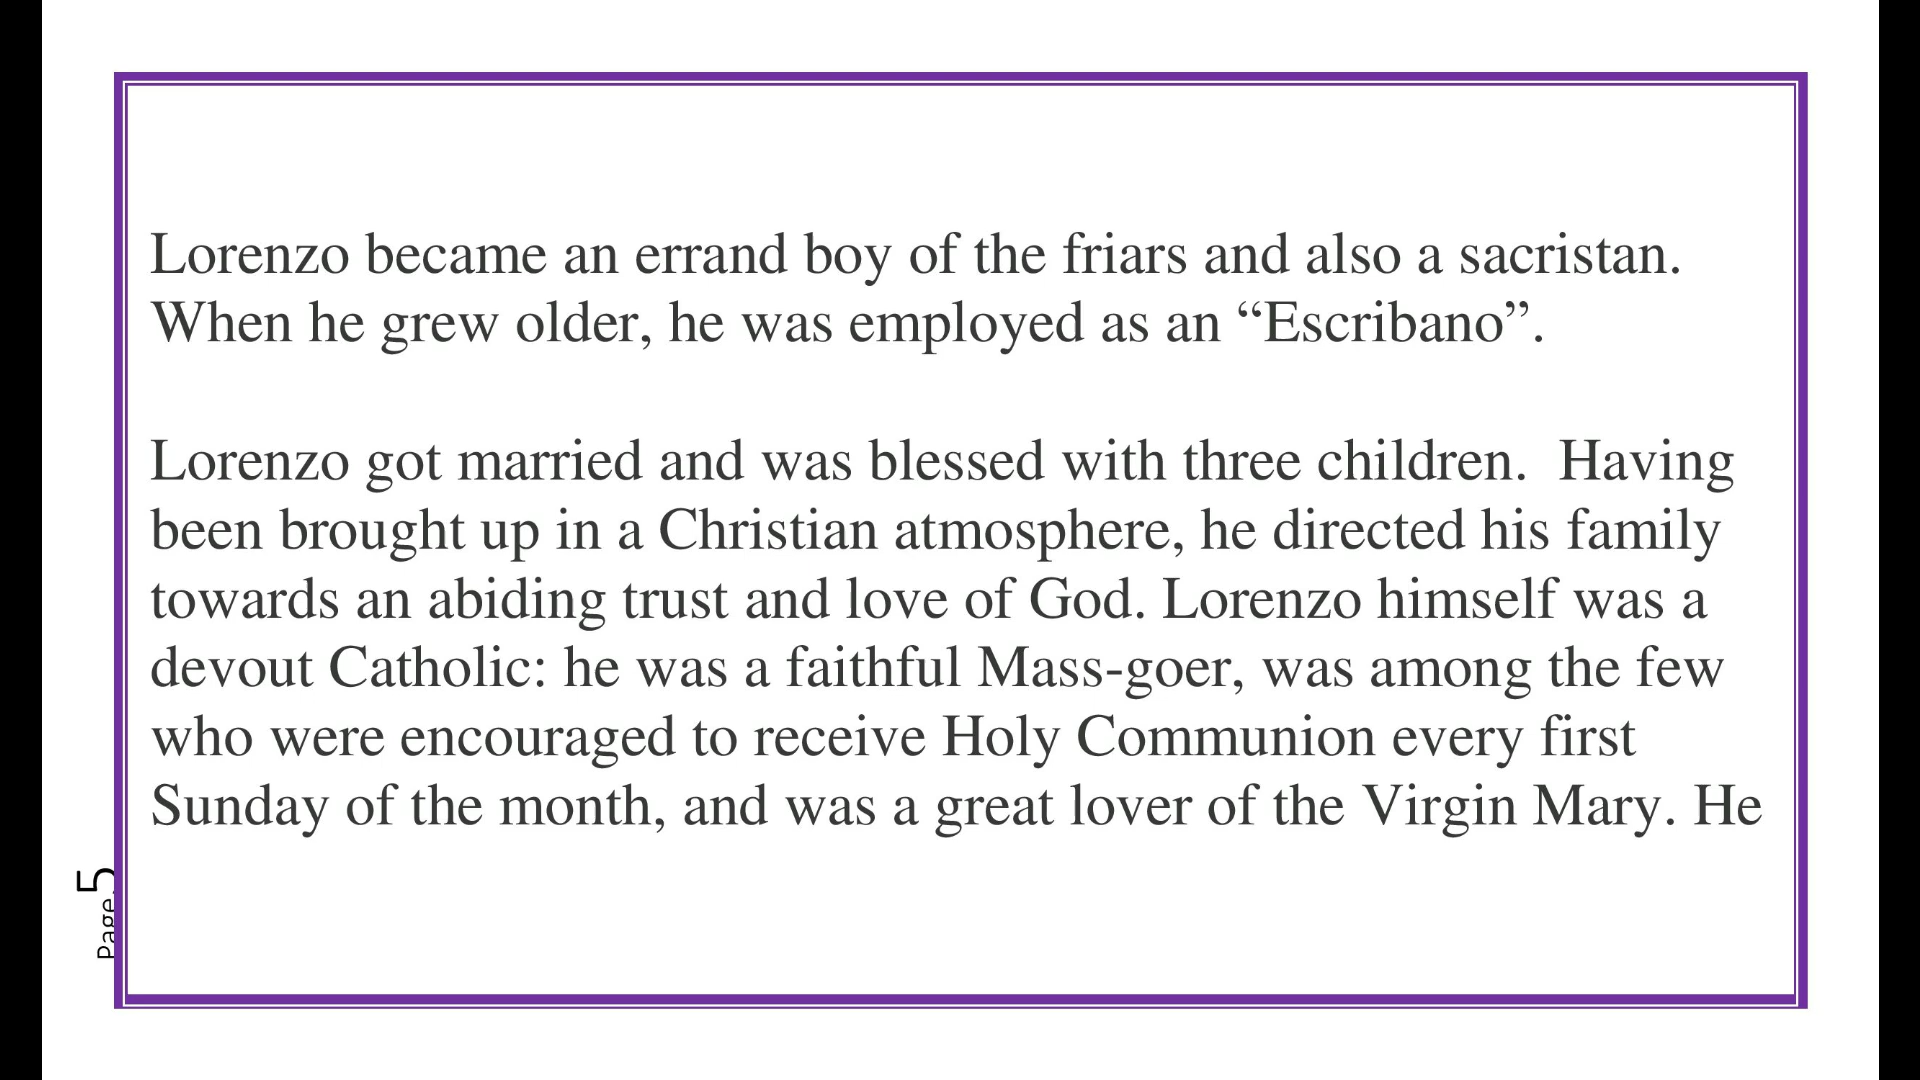 Lorenzo became an errand boy of the friars and also a sacristan.
When he grew older, he was employed as an “Escribano”.
Lorenzo got married and was blessed with three children.  Having
been brought up in a Christian atmosphere, he directed his family
towards an abiding trust and love of God. Lorenzo himself was a
devout Catholic: he was a faithful Mass-goer, was among the few
who were encouraged to receive Holy Communion every first
Sunday of the month, and was a great lover of the Virgin Mary. He
Page 5